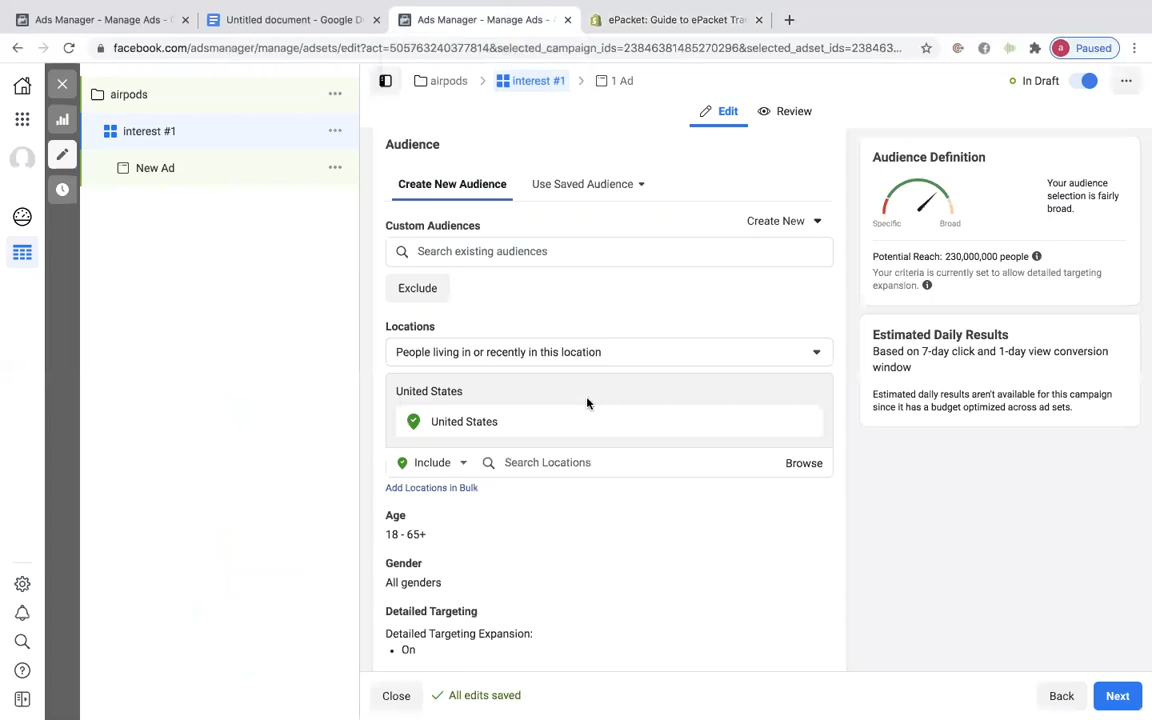 Ads Manager - Manage Ads - C
Untitled document - Google D
Ads Manager - Manage Ads -
ePacket: Guide to ePacket Tra
facebook.com/adsmanager/manage/adsets/edit?act=505763240377814&selected_campaign_ids=23846381485270296&selected_adset_ids=238463...
a Paused
airpods
interest #1
New Ad
airpods
interest #1
1 Ad
In Draft
Edit
Review
Audience
Create New Audience
Use Saved Audience
Custom Audiences
Create New
Search existing audiences
Exclude
Locations
People living in or recently in this location
United States
United States
Include
Search Locations
Browse
Add Locations in Bulk
Age
18 - 65+
Gender
All genders
Detailed Targeting
Detailed Targeting Expansion:
• On
Close
All edits saved
Back
Next
Audience Definition
Specific
Broad
Your audience
selection is fairly
broad.
Potential Reach: 230,000,000 people
Your criteria is currently set to allow detailed targeting
expansion.
Estimated Daily Results
Based on 7-day click and 1-day view conversion
window
Estimated daily results aren't available for this campaign
since it has a budget optimized across ad sets.